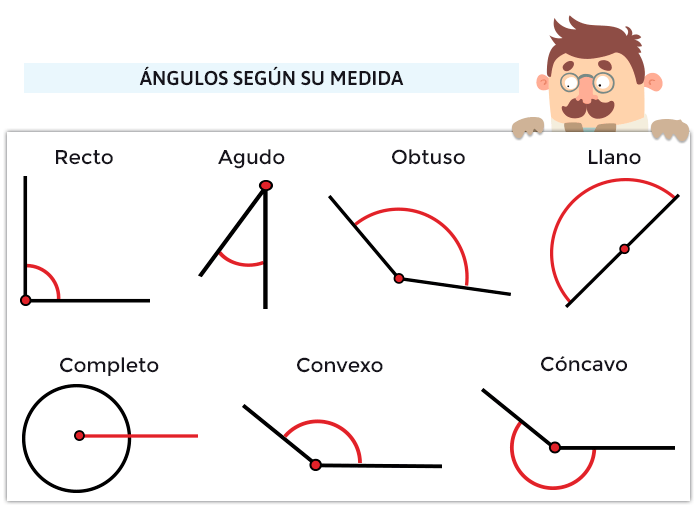 ÁNGULOS SEGÚN SU MEDIDA
Recto
Agudo
Obtuso
Llano
Completo
Convexo
Cóncavo